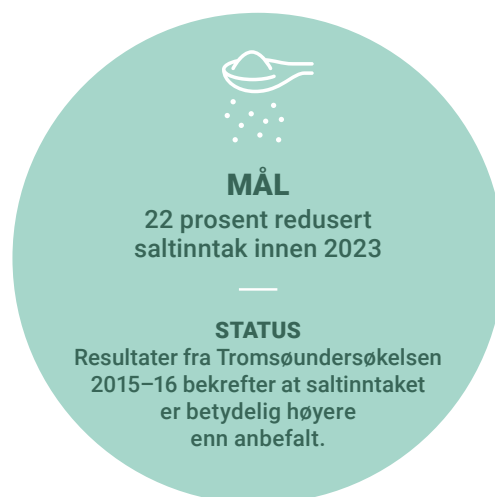 MÅL
22 prosent redusert
saltinntak innen 2023
STATUS
Resultater fra Tromsøundersøkelsen
2015–16 bekrefter at saltinntaket
er betydelig høyere
enn anbefalt.